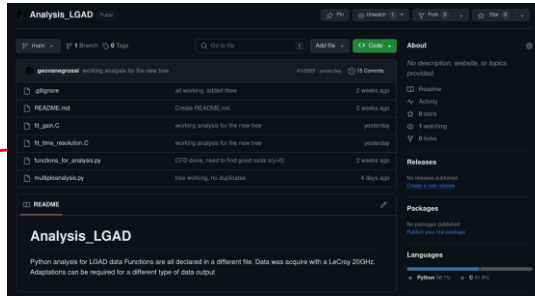 Analysis_LGAD Public
Pin
Unwatch 1
Fork 0
Star 0
main
1 Branch
0 Tags
Go to file
t
Add file
Code
geovanegrossi working analysis for the new tree
yesterday
15 Commits
.gitignore all working, added three 2 weeks ago
README.md Create README.md 2 weeks ago
fit_gain.C working analysis for the new tree yesterday
fit_time_resolution.C working analysis for the new tree yesterday
functions_for_analysis.py CFD done, need to find good roots x(y=0) 2 weeks ago
multipleanalysis.py tree working, no duplicates 4 days ago
README
Analysis_LGAD
Python analysis for LGAD data Functions are all declared in a different file. Data was acquire with a LeCroy 20GHz.
Adaptations can be required for a different type of data output
About
No description, website, or topics
provided.
Readme
Activity
0 stars
1 watching
0 forks
Releases
No releases published
Create a new release
Packages
No packages published
Publish your first package
Languages